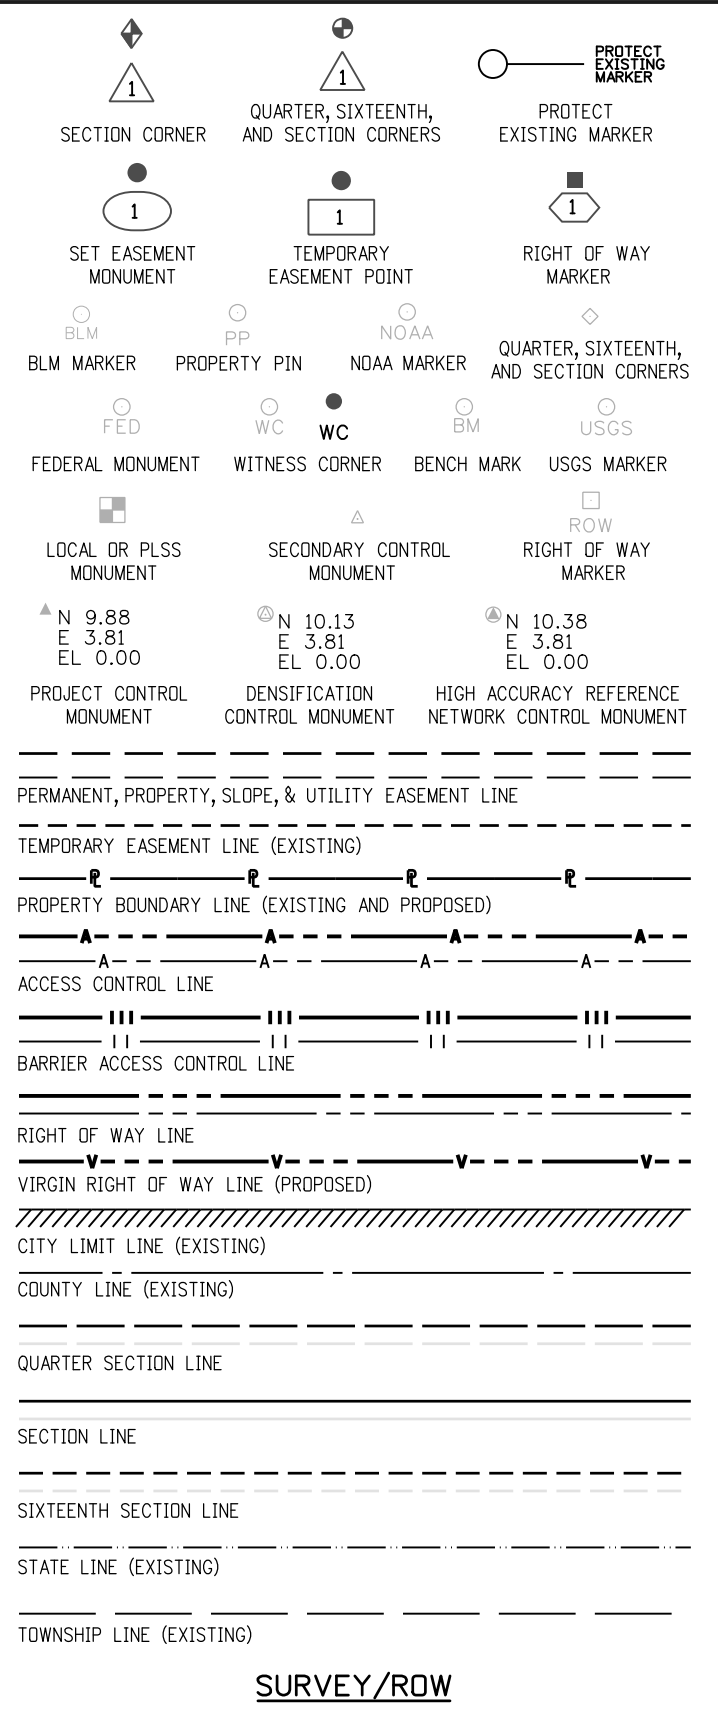 1
SECTION CORNER
1
QUARTER, SIXTEENTH,
AND SECTION CORNERS
PROTECT
EXISTING
MARKER
PROTECT
EXISTING MARKER
1
SET EASEMENT
MONUMENT
1
TEMPORARY
EASEMENT POINT
1
RIGHT OF WAY
MARKER
BLM
BLM MARKER
PP
PROPERTY PIN
NOAA
NOAA MARKER
QUARTER, SIXTEENTH,
AND SECTION CORNERS
FED
FEDERAL MONUMENT
WC
WC
WITNESS CORNER
BM
BENCH MARK
USGS
USGS MARKER
LOCAL OR PLSS
MONUMENT
SECONDARY CONTROL
MONUMENT
ROW
RIGHT OF WAY
MARKER
N 9.88
E 3.81
EL 0.00
PROJECT CONTROL
MONUMENT
N 10.13
E 3.81
EL 0.00
DENSIFICATION
CONTROL MONUMENT
N 10.38
E 3.81
EL 0.00
HIGH ACCURACY REFERENCE
NETWORK CONTROL MONUMENT
PERMANENT, PROPERTY, SLOPE, & UTILITY EASEMENT LINE
TEMPORARY EASEMENT LINE (EXISTING)
PL PL PL PL
PROPERTY BOUNDARY LINE (EXISTING AND PROPOSED)
A A A A
A A A A
ACCESS CONTROL LINE
BARRIER ACCESS CONTROL LINE
RIGHT OF WAY LINE
V V V V
VIRGIN RIGHT OF WAY LINE (PROPOSED)
CITY LIMIT LINE (EXISTING)
COUNTY LINE (EXISTING)
QUARTER SECTION LINE
SECTION LINE
SIXTEENTH SECTION LINE
STATE LINE (EXISTING)
TOWNSHIP LINE (EXISTING)
SURVEY/ROW